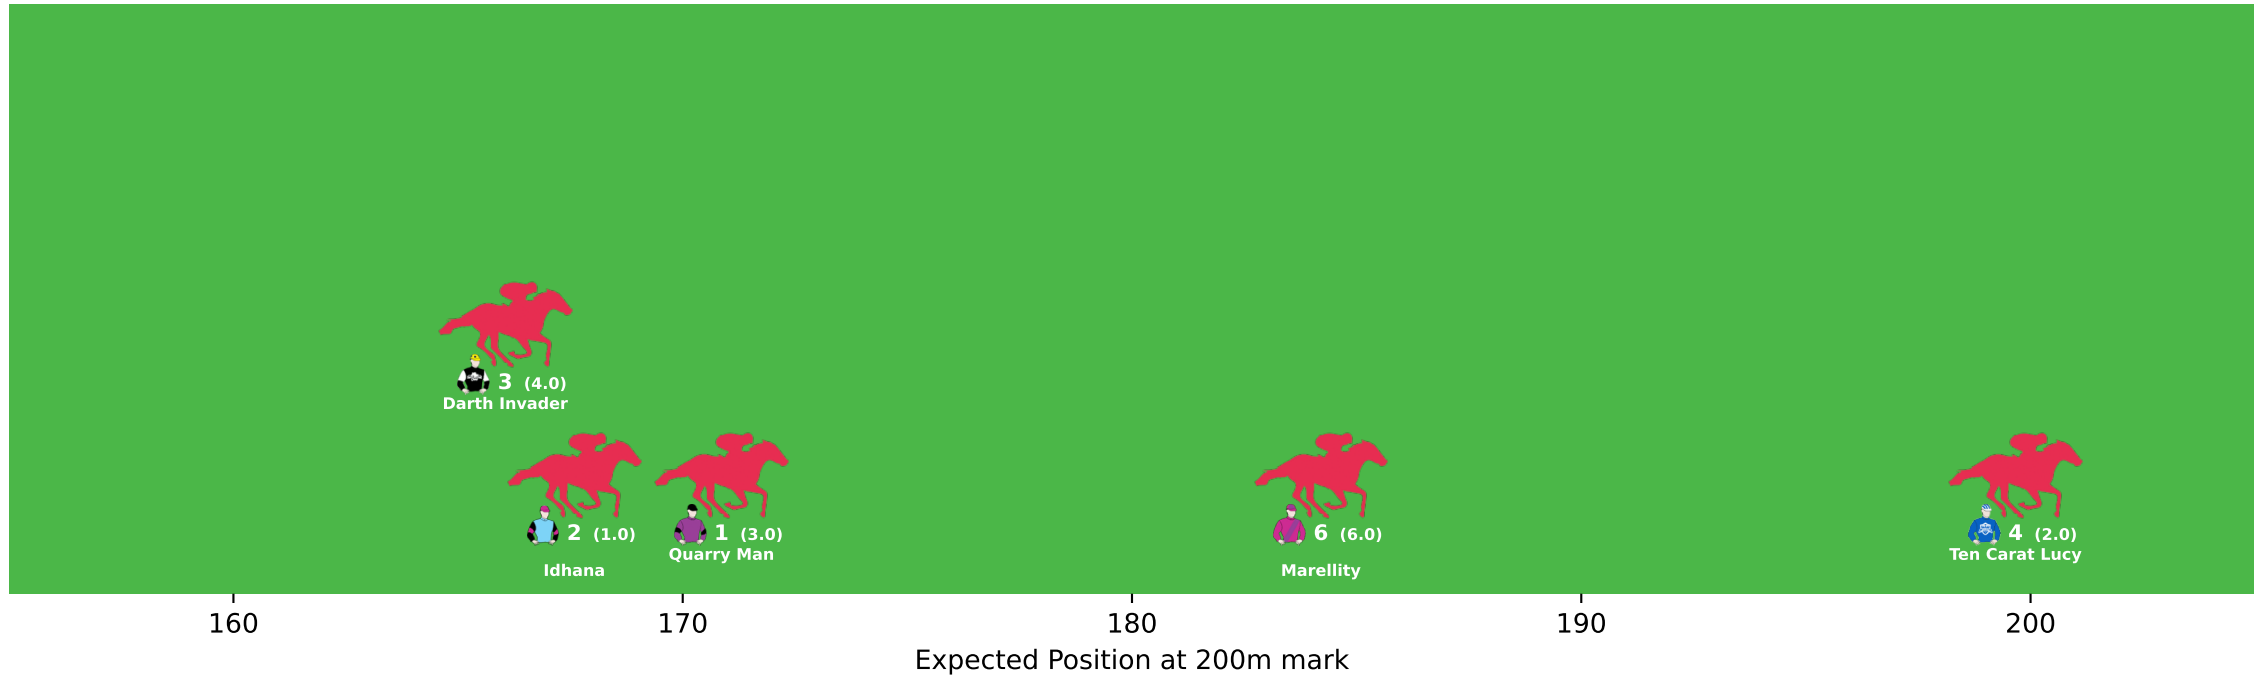 3 (4.0)
Darth Invader
2 (1.0)
Idhana
1 (3.0)
Quarry Man
6 (6.0)
Marellity
4 (2.0)
Ten Carat Lucy
160 170 180 190 200
Expected Position at 200m mark